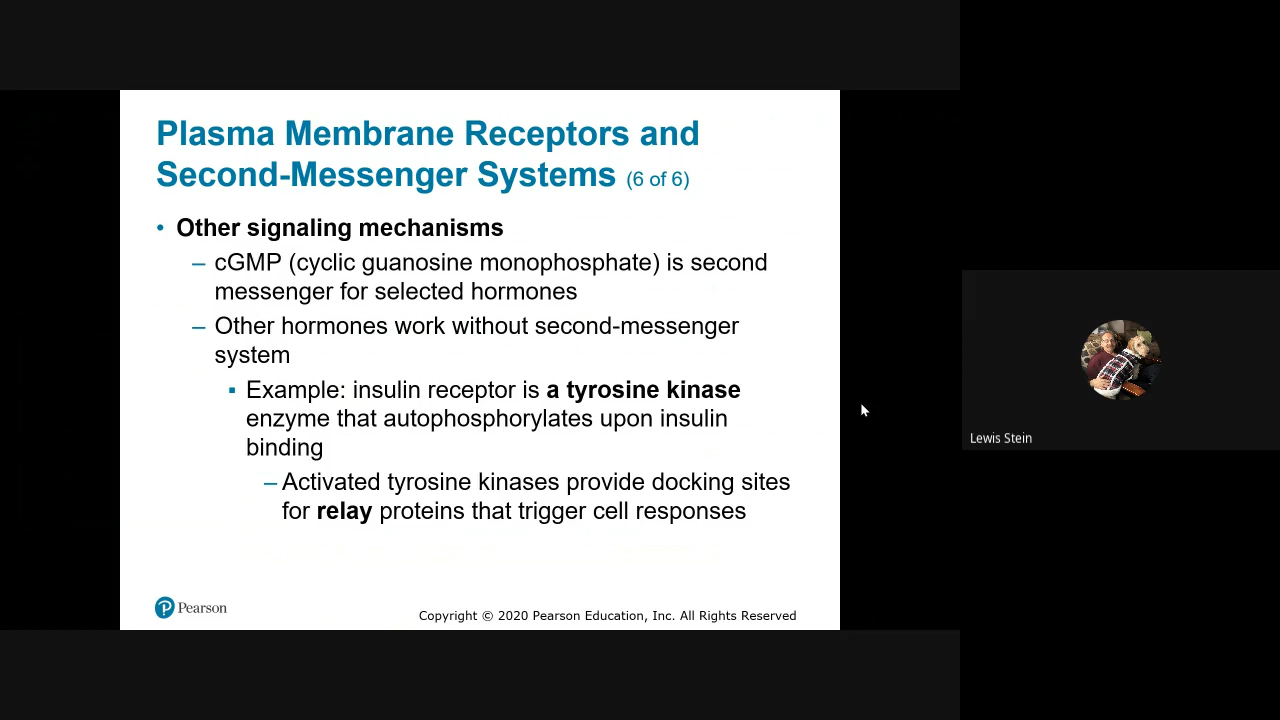 Plasma Membrane Receptors and
Second-Messenger Systems (6 of 6)
• Other signaling mechanisms
– cGMP (cyclic guanosine monophosphate) is second
messenger for selected hormones
– Other hormones work without second-messenger
system
▪ Example: insulin receptor is a tyrosine kinase
enzyme that autophosphorylates upon insulin
binding
– Activated tyrosine kinases provide docking sites
for relay proteins that trigger cell responses
Pearson
Copyright © 2020 Pearson Education, Inc. All Rights Reserved
Lewis Stein